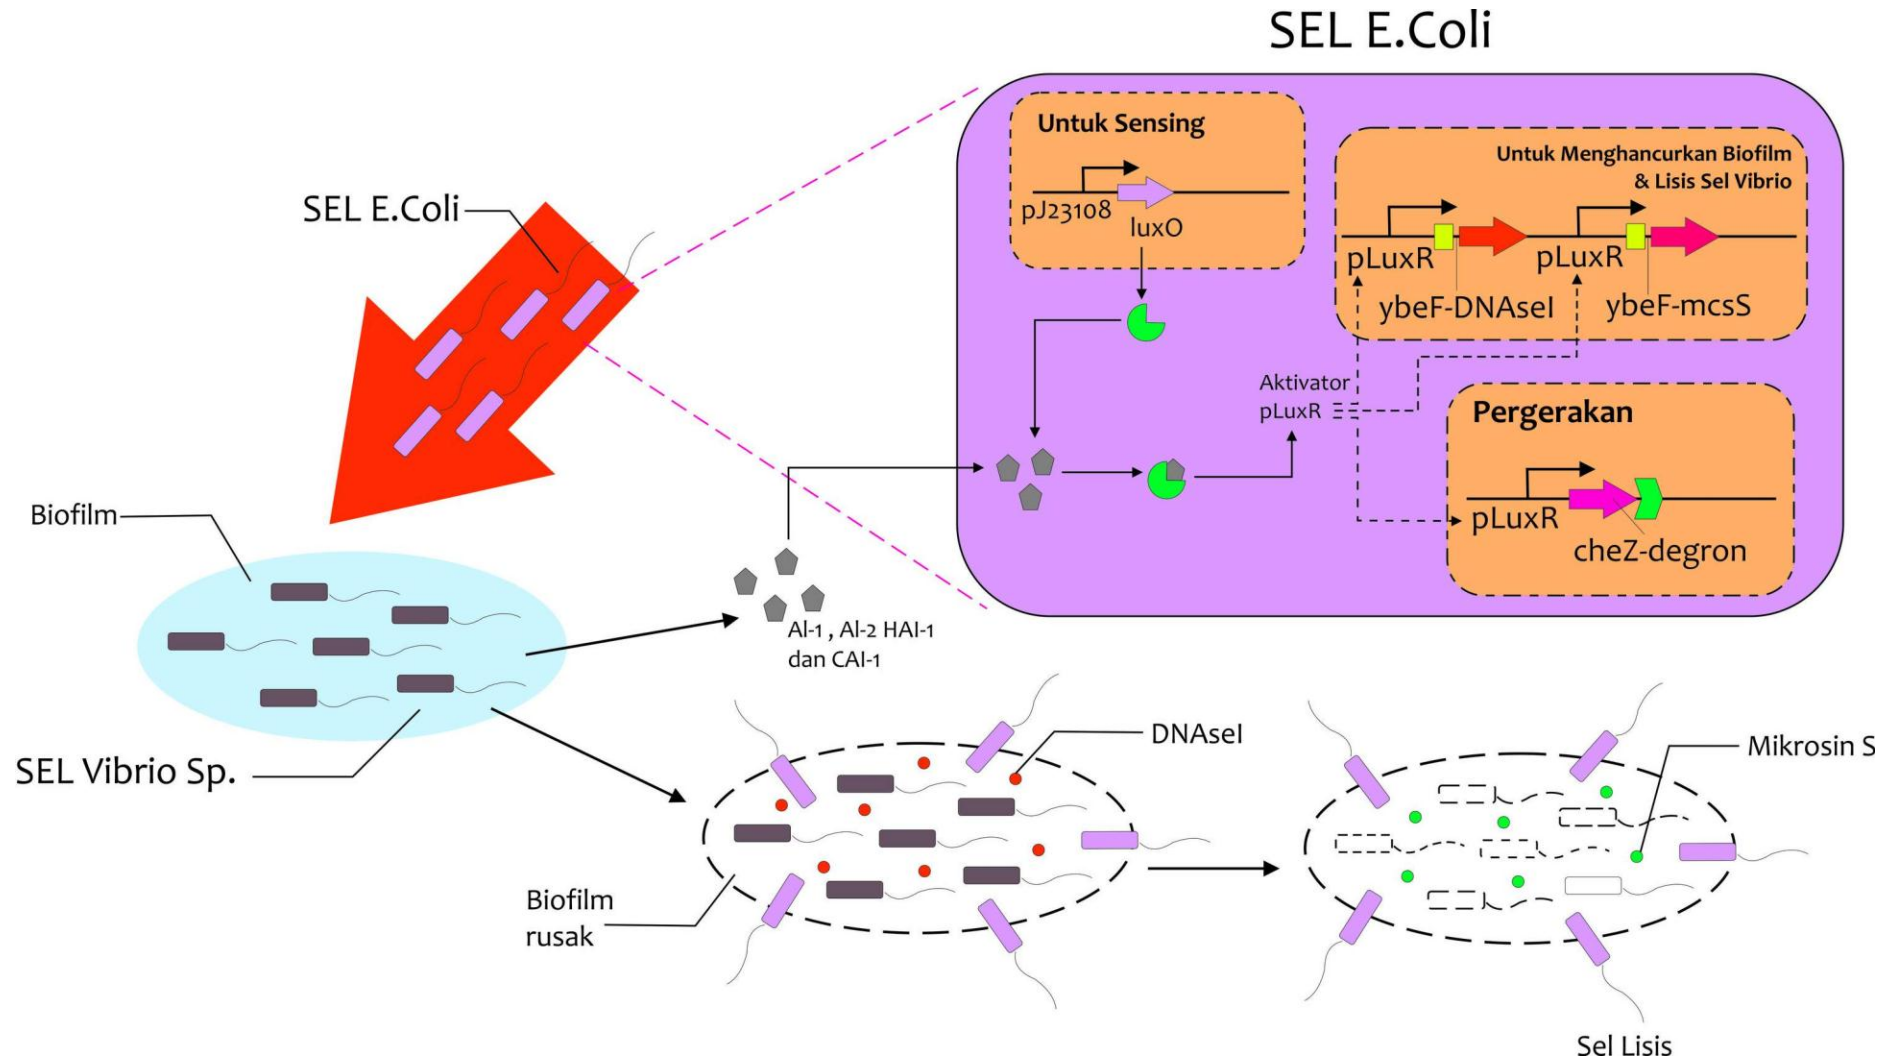 SEL E.Coli
Untuk Sensing
pJ23108
luxO
Untuk Menghancurkan Biofilm
& Lisis Sel Vibrio
pLuxR
pLuxR
ybeF-DNAseI
ybeF-mcsS
Aktivator
pLuxR
Pergerakan
pLuxR
cheZ-degron
SEL E.Coli
Biofilm
SEL Vibrio Sp.
AI-1 , AI-2 HAI-1
dan CAI-1
DNAseI
Biofilm
rusak
Mikrosin S
Sel Lisis